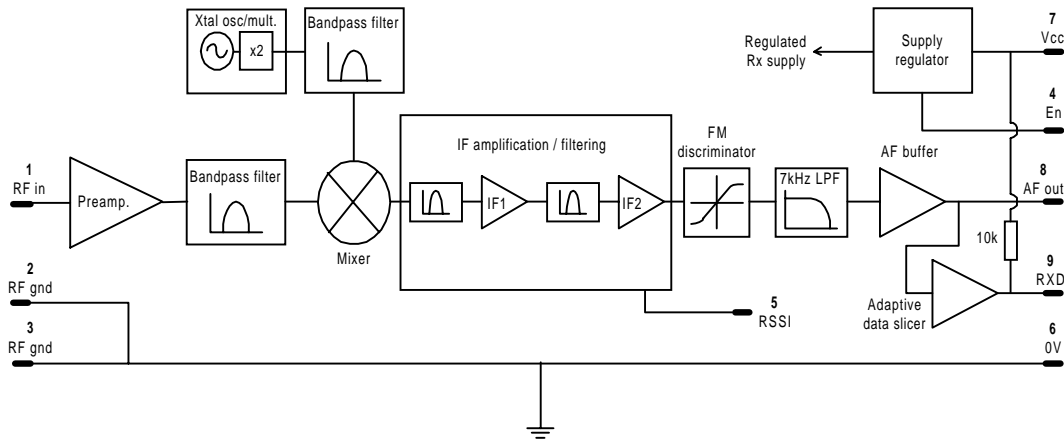 Xtal osc/mult.
x2
Bandpass filter
Regulated
Rx supply
Supply
regulator
7
Vcc
4
En
1
RF in
Preamp.
Bandpass filter
Mixer
IF amplification / filtering
IF1
IF2
FM
discriminator
7kHz LPF
AF buffer
8
AF out
10k
9
RXD
Adaptive
data slicer
2
RF gnd
5
RSSI
3
RF gnd
6
0V